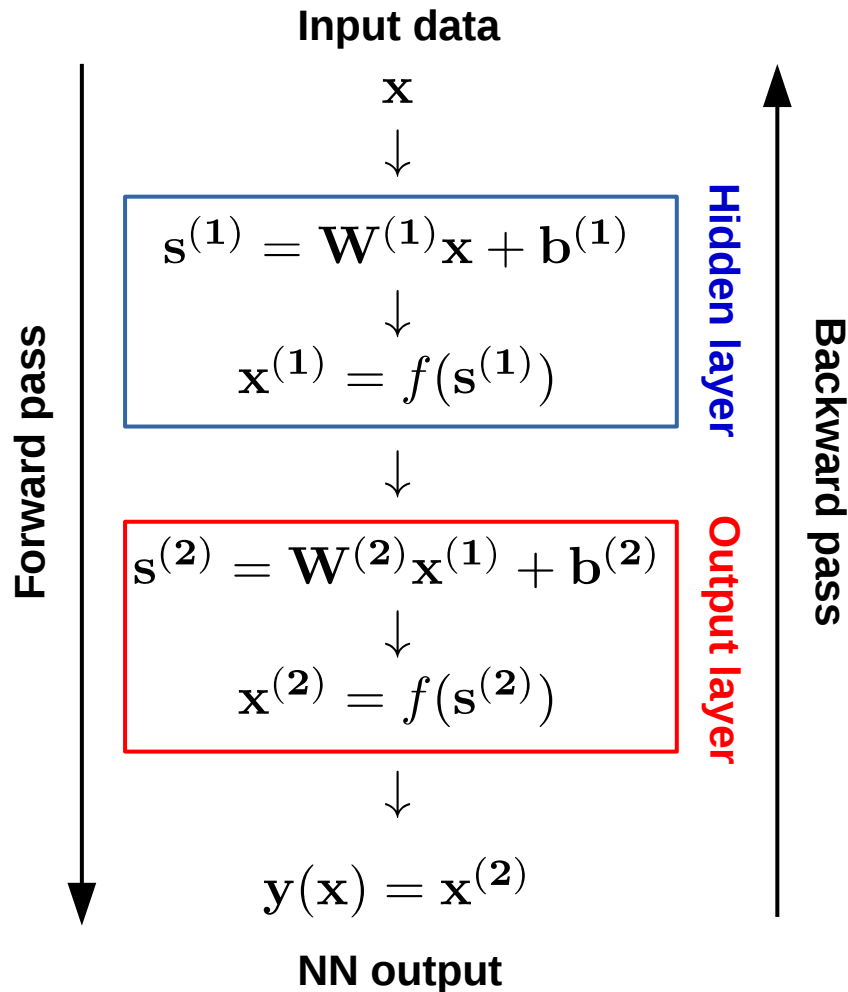 Input data
x
↓
s^(1) = W^(1)x + b^(1)
↓
x^(1) = f(s^(1))
↓
s^(2) = W^(2)x^(1) + b^(2)
↓
x^(2) = f(s^(2))
↓
y(x) = x^(2)
NN output
Forward pass
Hidden layer
Output layer
Backward pass